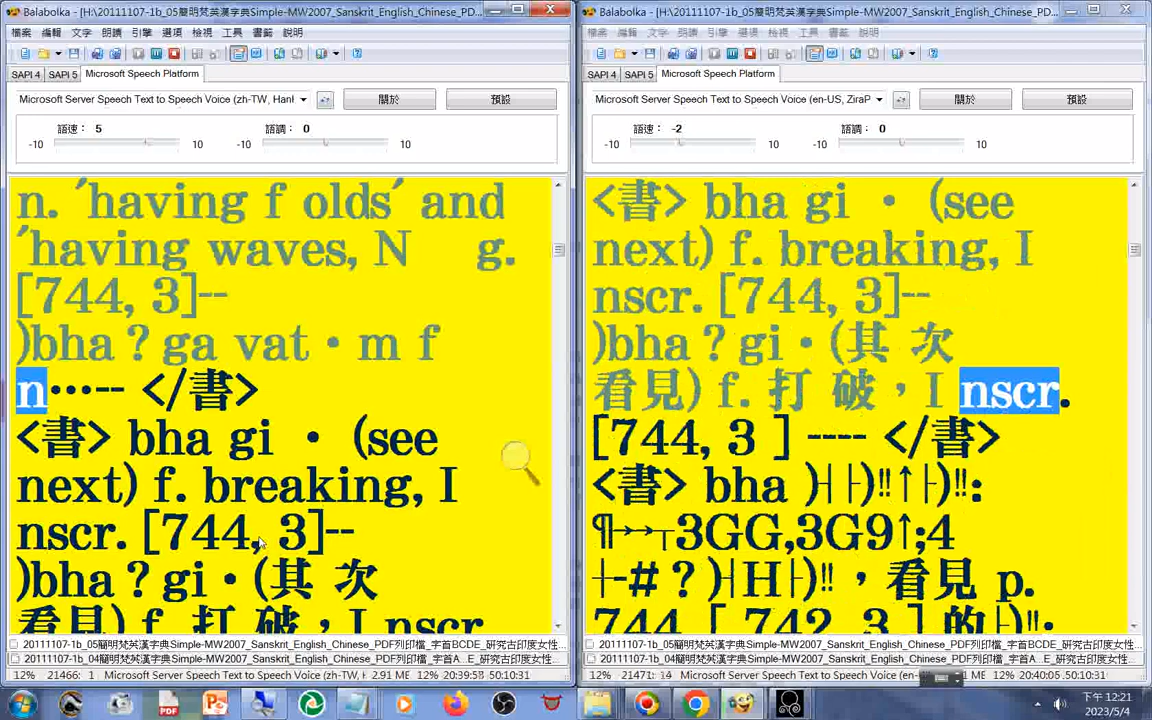 Balabolka - [H:\20111107-1b_05簡明梵英漢字典Simple-MW2007_Sanskrit_English_Chinese_PD...
檔案 編輯 文字 朗讀 引擎 選項 檢視 工具 書籤 說明
SAPI 4 SAPI 5 Microsoft Speech Platform
Microsoft Server Speech Text to Speech Voice (zh-TW, HanH
關於 預設
語速： 5 語調： 0
-10 10 -10 10
n. ′having f olds′ and
′having waves, N g.
[744, 3]--
)bha？ga vat・m f
n…-- </書>
<書> bha gi ・ (see
next) f. breaking, I
nscr. [744, 3]--
)bha？gi・(其 次
看見) f. 打 破，I nscr.
20111107-1b_05簡明梵英漢字典Simple-MW2007_Sanskrit_English_Chinese_PDF列印檔_字首BCDE_研究古印度女性...
20111107-1b_04簡明梵英漢字典Simple-MW2007_Sanskrit_English_Chinese_PDF列印檔_字首A...E_研究古印度女性...
12% 21466: 1 Microsoft Server Speech Text to Speech Voice (zh-TW, H 2.91 ME 12% 20:39:58 50:10:31
Balabolka - [H:\20111107-1b_05簡明梵英漢字典Simple-MW2007_Sanskrit_English_Chinese_PD...
檔案 編輯 文字 朗讀 引擎 選項 檢視 工具 書籤 說明
SAPI 4 SAPI 5 Microsoft Speech Platform
Microsoft Server Speech Text to Speech Voice (en-US, ZiraP
關於 預設
語速： -2 語調： 0
-10 10 -10 10
<書> bha gi ・ (see
next) f. breaking, I
nscr. [744, 3]--
)bha？gi・(其 次
看見) f. 打 破，I nscr.
[744, 3 ] ---- </書>
<書> bha )┤├)‼↑├)‼:
¶→→┬3GG,3G9↑;4
┼-#？)┤H├)‼，看見 p.
744 [ 742, 3 ] 的├)‼:
20111107-1b_05簡明梵英漢字典Simple-MW2007_Sanskrit_English_Chinese_PDF列印檔_字首BCDE_研究古印度女性...
20111107-1b_04簡明梵英漢字典Simple-MW2007_Sanskrit_English_Chinese_PDF列印檔_字首A...E_研究古印度女性...
12% 21471: 14 Microsoft Server Speech Text to Speech Voice 12% 20:40:05 50:10:31
下午 12:21
2023/5/4